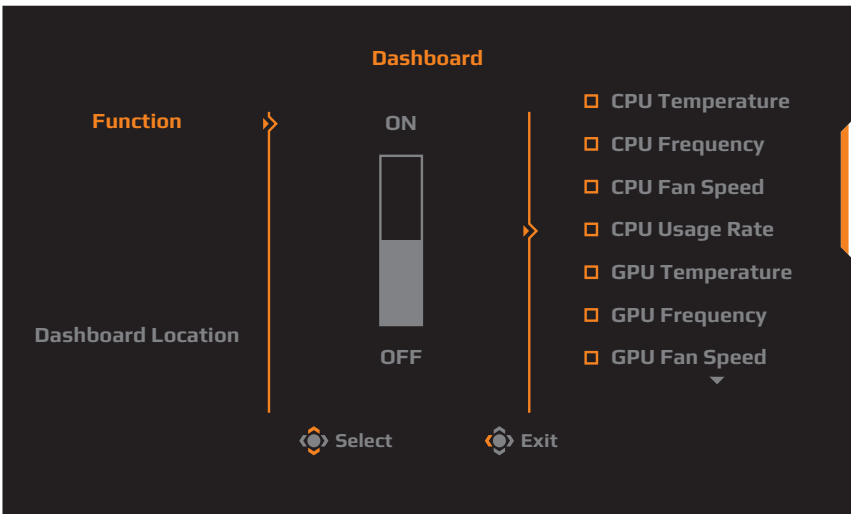 Dashboard
Function
Dashboard Location
ON
OFF
CPU Temperature
CPU Frequency
CPU Fan Speed
CPU Usage Rate
GPU Temperature
GPU Frequency
GPU Fan Speed
Select
Exit